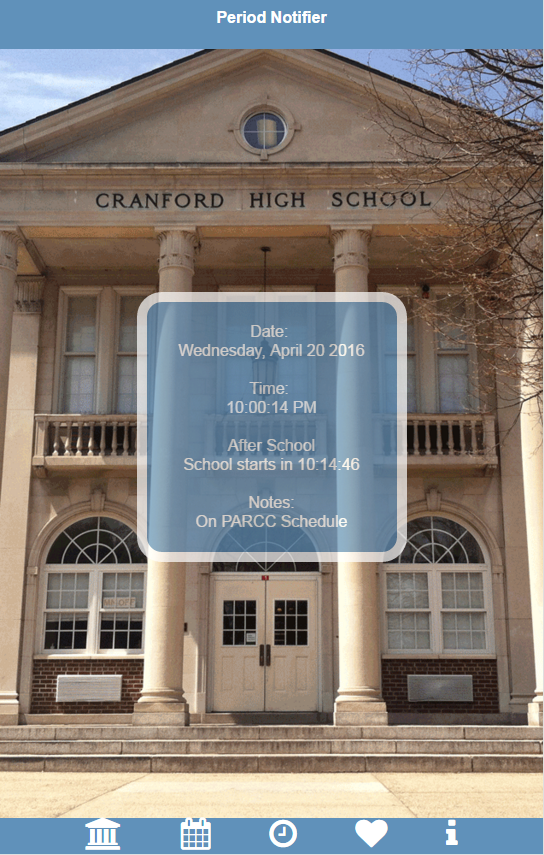 Period Notifier
CRANFORD HIGH SCHOOL
Date:
Wednesday, April 20 2016
Time:
10:00:14 PM
After School
School starts in 10:14:46
Notes:
On PARCC Schedule